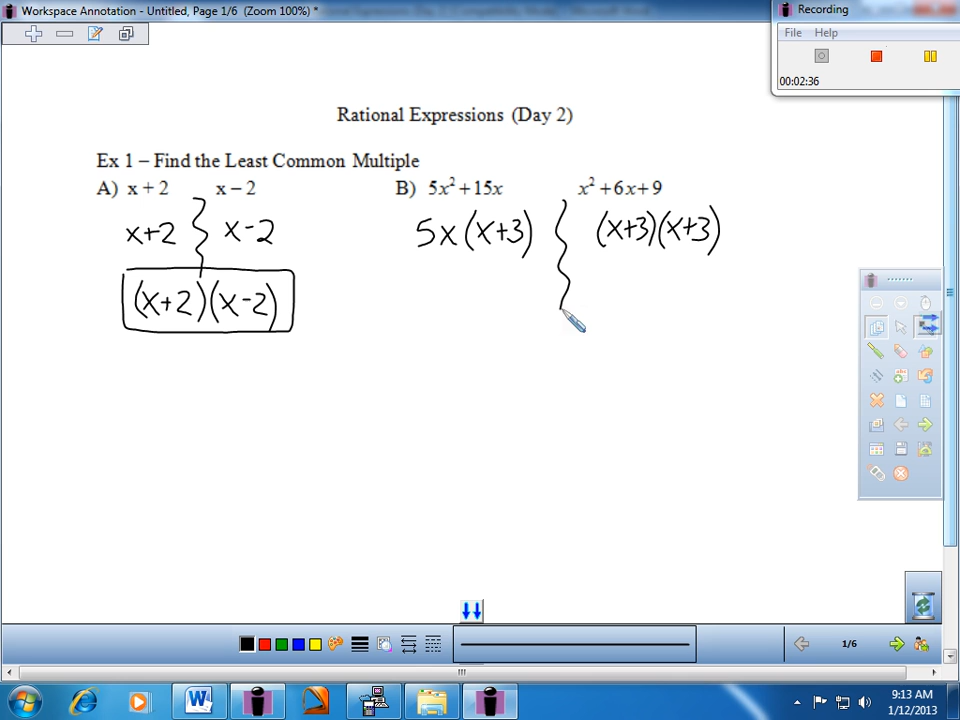 Workspace Annotation - Untitled, Page 1/6 (Zoom 100%) *
Recording
File Help
00:02:36
Rational Expressions (Day 2)
Ex 1 – Find the Least Common Multiple
A) x + 2 x – 2 B) 5x² +15x x² +6x+9
x+2 x-2 5x(x+3) (x+3)(x+3)
(x+2)(x-2)
1/6
9:13 AM
1/12/2013